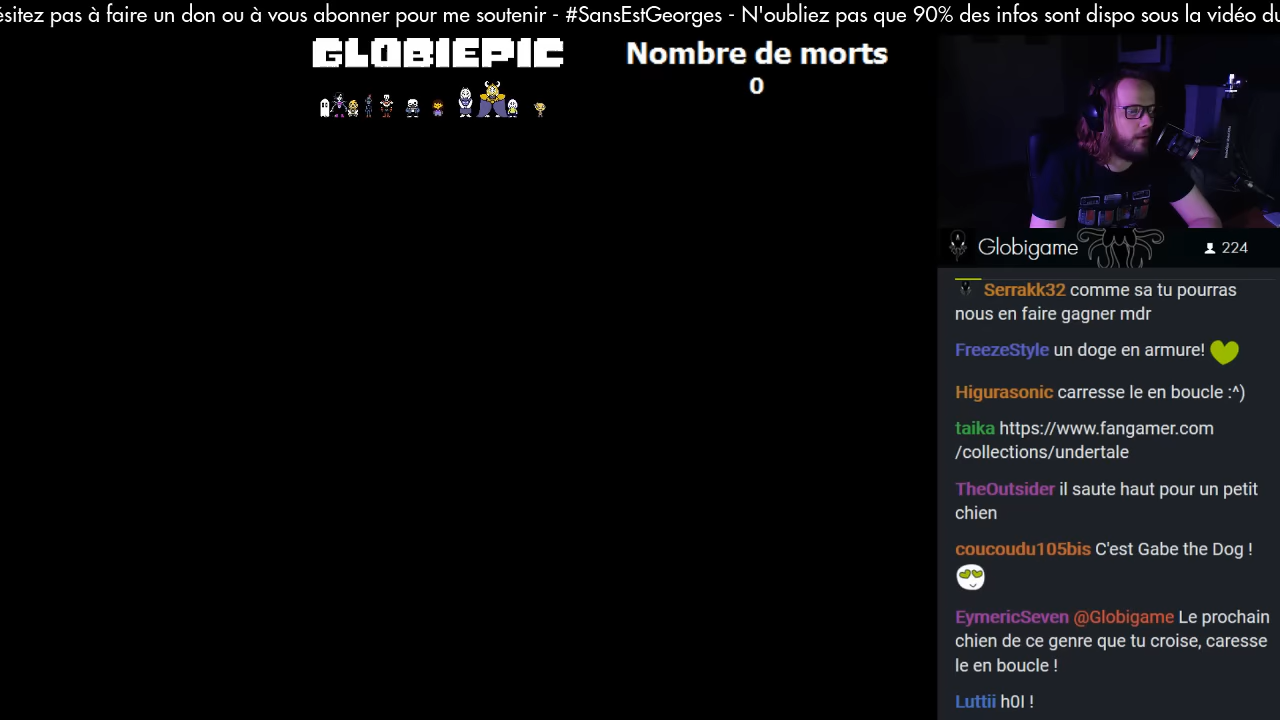 ésitez pas à faire un don ou à vous abonner pour me soutenir - #SansEstGeorges - N'oubliez pas que 90% des infos sont dispo sous la vidéo du
GLOBIEPIC
Nombre de morts
0
Globigame
224
Serrakk32 comme sa tu pourras
nous en faire gagner mdr
FreezeStyle un doge en armure!
Higurasonic carresse le en boucle :^)
taika https://www.fangamer.com
/collections/undertale
TheOutsider il saute haut pour un petit
chien
coucoudu105bis C'est Gabe the Dog !
EymericSeven @Globigame Le prochain
chien de ce genre que tu croise, caresse
le en boucle !
Luttii h0I !